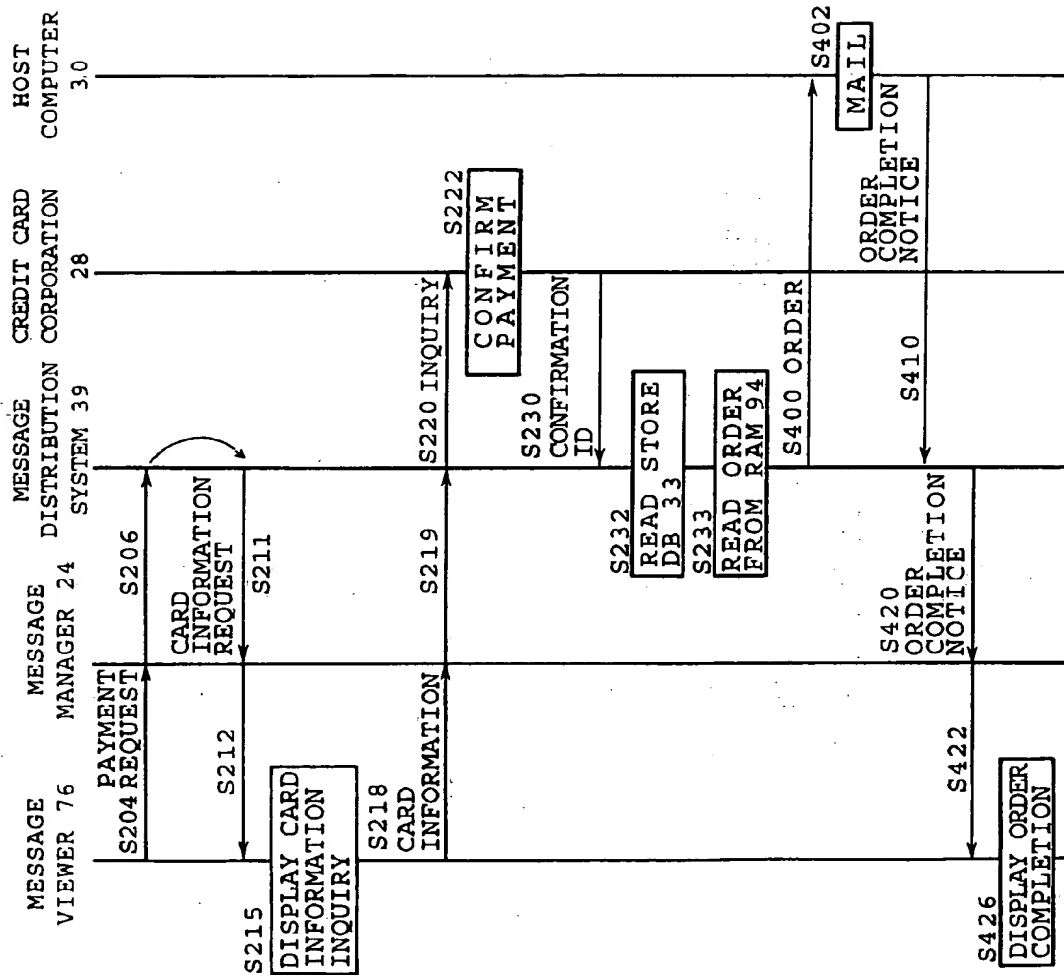 MESSAGE
VIEWER 76
MESSAGE
MANAGER 24
MESSAGE
DISTRIBUTION
SYSTEM 39
CREDIT CARD
CORPORATION
28
HOST
COMPUTER
30
PAYMENT
S204 REQUEST
S206
CARD
INFORMATION
REQUEST
S211
S212
S215
DISPLAY CARD
INFORMATION
INQUIRY
S218
CARD
INFORMATION
S219
S220 INQUIRY
S222
CONFIRM
PAYMENT
S230
CONFIRMATION
ID
S232
READ STORE
DB 33
S233
READ ORDER
FROM RAM 94
S400 ORDER
S402
MAIL
ORDER
COMPLETION
NOTICE
S410
S420
ORDER
COMPLETION
NOTICE
S422
S426
DISPLAY ORDER
COMPLETION